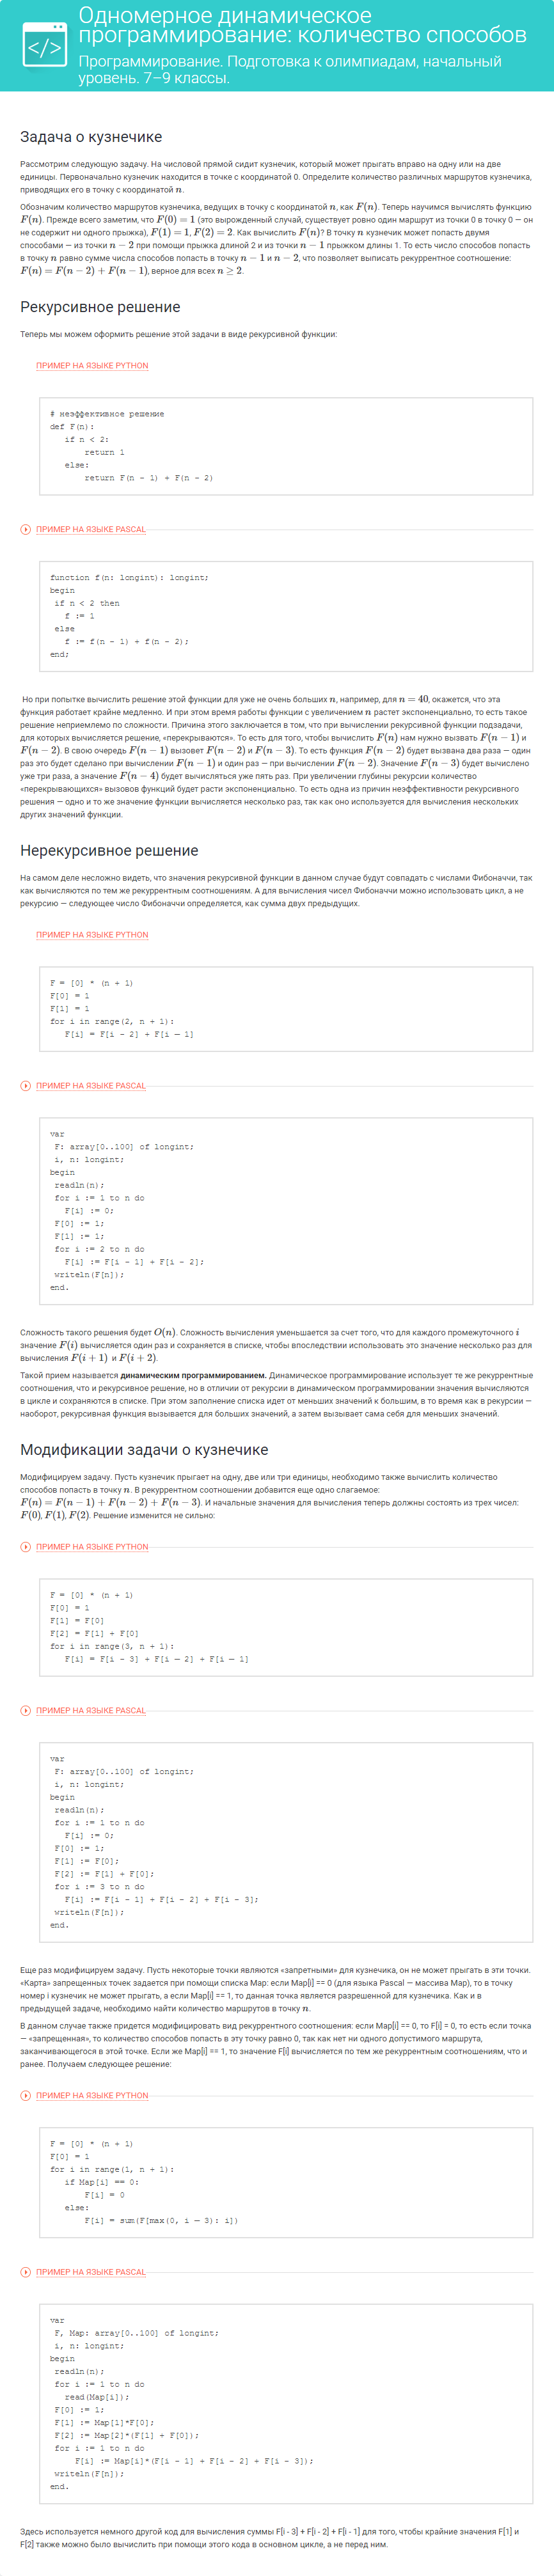 </>
Одномерное динамическое
программирование: количество способов
Программирование. Подготовка к олимпиадам, начальный
уровень. 7–9 классы.
Задача о кузнечике
Рассмотрим следующую задачу. На числовой прямой сидит кузнечик, который может прыгать вправо на одну или на две
единицы. Первоначально кузнечик находится в точке с координатой 0. Определите количество различных маршрутов кузнечика,
приводящих его в точку с координатой n.
Обозначим количество маршрутов кузнечика, ведущих в точку с координатой n, как F(n). Теперь научимся вычислять функцию
F(n). Прежде всего заметим, что F(0) = 1 (это вырожденный случай, существует ровно один маршрут из точки 0 в точку 0 — он
не содержит ни одного прыжка), F(1) = 1, F(2) = 2. Как вычислить F(n)? В точку n кузнечик может попасть двумя
способами — из точки n − 2 при помощи прыжка длиной 2 и из точки n − 1 прыжком длины 1. То есть число способов попасть
в точку n равно сумме числа способов попасть в точку n − 1 и n − 2, что позволяет выписать рекуррентное соотношение:
F(n) = F(n − 2) + F(n − 1), верное для всех n ≥ 2.
Рекурсивное решение
Теперь мы можем оформить решение этой задачи в виде рекурсивной функции:
ПРИМЕР НА ЯЗЫКЕ PYTHON
# неэффективное решение
def F(n):
if n < 2:
return 1
else:
return F(n - 1) + F(n - 2)
ПРИМЕР НА ЯЗЫКЕ PASCAL
function f(n: longint): longint;
begin
if n < 2 then
f := 1
else
f := f(n - 1) + f(n - 2);
end;
Но при попытке вычислить решение этой функции для уже не очень больших n, например, для n = 40, окажется, что эта
функция работает крайне медленно. И при этом время работы функции с увеличением n растет экспоненциально, то есть такое
решение неприемлемо по сложности. Причина этого заключается в том, что при вычислении рекурсивной функции подзадачи,
для которых вычисляется решение, «перекрываются». То есть для того, чтобы вычислить F(n) нам нужно вызвать F(n − 1) и
F(n − 2). В свою очередь F(n − 1) вызовет F(n − 2) и F(n − 3). То есть функция F(n − 2) будет вызвана два раза — один
раз это будет сделано при вычислении F(n − 1) и один раз — при вычислении F(n − 2). Значение F(n − 3) будет вычислено
уже три раза, а значение F(n − 4) будет вычисляться уже пять раз. При увеличении глубины рекурсии количество
«перекрывающихся» вызовов функций будет расти экспоненциально. То есть одна из причин неэффективности рекурсивного
решения — одно и то же значение функции вычисляется несколько раз, так как оно используется для вычисления нескольких
других значений функции.
Нерекурсивное решение
На самом деле несложно видеть, что значения рекурсивной функции в данном случае будут совпадать с числами Фибоначчи, так
как вычисляются по тем же рекуррентным соотношениям. А для вычисления чисел Фибоначчи можно использовать цикл, а не
рекурсию — следующее число Фибоначчи определяется, как сумма двух предыдущих.
ПРИМЕР НА ЯЗЫКЕ PYTHON
F = [0] * (n + 1)
F[0] = 1
F[1] = 1
for i in range(2, n + 1):
F[i] = F[i - 2] + F[i — 1]
ПРИМЕР НА ЯЗЫКЕ PASCAL
var
F: array[0..100] of longint;
i, n: longint;
begin
readln(n);
for i := 1 to n do
F[i] := 0;
F[0] := 1;
F[1] := 1;
for i := 2 to n do
F[i] := F[i - 1] + F[i - 2];
writeln(F[n]);
end.
Сложность такого решения будет O(n). Сложность вычисления уменьшается за счет того, что для каждого промежуточного i
значение F(i) вычисляется один раз и сохраняется в списке, чтобы впоследствии использовать это значение несколько раз для
вычисления F(i + 1) и F(i + 2).
Такой прием называется динамическим программированием. Динамическое программирование использует те же рекуррентные
соотношения, что и рекурсивное решение, но в отличии от рекурсии в динамическом программировании значения вычисляются
в цикле и сохраняются в списке. При этом заполнение списка идет от меньших значений к большим, в то время как в рекурсии —
наоборот, рекурсивная функция вызывается для больших значений, а затем вызывает сама себя для меньших значений.
Модификации задачи о кузнечике
Модифицируем задачу. Пусть кузнечик прыгает на одну, две или три единицы, необходимо также вычислить количество
способов попасть в точку n. В рекуррентном соотношении добавится еще одно слагаемое:
F(n) = F(n − 1) + F(n − 2) + F(n − 3). И начальные значения для вычисления теперь должны состоять из трех чисел:
F(0), F(1), F(2). Решение изменится не сильно:
ПРИМЕР НА ЯЗЫКЕ PYTHON
F = [0] * (n + 1)
F[0] = 1
F[1] = F[0]
F[2] = F[1] + F[0]
for i in range(3, n + 1):
F[i] = F[i - 3] + F[i — 2] + F[i — 1]
ПРИМЕР НА ЯЗЫКЕ PASCAL
var
F: array[0..100] of longint;
i, n: longint;
begin
readln(n);
for i := 1 to n do
F[i] := 0;
F[0] := 1;
F[1] := F[0];
F[2] := F[1] + F[0];
for i := 3 to n do
F[i] := F[i - 1] + F[i - 2] + F[i - 3];
writeln(F[n]);
end.
Еще раз модифицируем задачу. Пусть некоторые точки являются «запретными» для кузнечика, он не может прыгать в эти точки.
«Карта» запрещенных точек задается при помощи списка Map: если Map[i] == 0 (для языка Pascal — массива Map), то в точку
номер i кузнечик не может прыгать, а если Map[i] == 1, то данная точка является разрешенной для кузнечика. Как и в
предыдущей задаче, необходимо найти количество маршрутов в точку n.
В данном случае также придется модифицировать вид рекуррентного соотношения: если Map[i] == 0, то F[i] = 0, то есть если точка
— «запрещенная», то количество способов попасть в эту точку равно 0, так как нет ни одного допустимого маршрута,
заканчивающегося в этой точке. Если же Map[i] == 1, то значение F[i] вычисляется по тем же рекуррентным соотношениям, что и
ранее. Получаем следующее решение:
ПРИМЕР НА ЯЗЫКЕ PYTHON
F = [0] * (n + 1)
F[0] = 1
for i in range(1, n + 1):
if Map[i] == 0:
F[i] = 0
else:
F[i] = sum(F[max(0, i — 3): i])
ПРИМЕР НА ЯЗЫКЕ PASCAL
var
F, Map: array[0..100] of longint;
i, n: longint;
begin
readln(n);
for i := 1 to n do
read(Map[i]);
F[0] := 1;
F[1] := Map[1]*F[0];
F[2] := Map[2]*(F[1] + F[0]);
for i := 1 to n do
F[i] := Map[i]*(F[i - 1] + F[i - 2] + F[i - 3]);
writeln(F[n]);
end.
Здесь используется немного другой код для вычисления суммы F[i - 3] + F[i - 2] + F[i - 1] для того, чтобы крайние значения F[1] и
F[2] также можно было вычислить при помощи этого кода в основном цикле, а не перед ним.